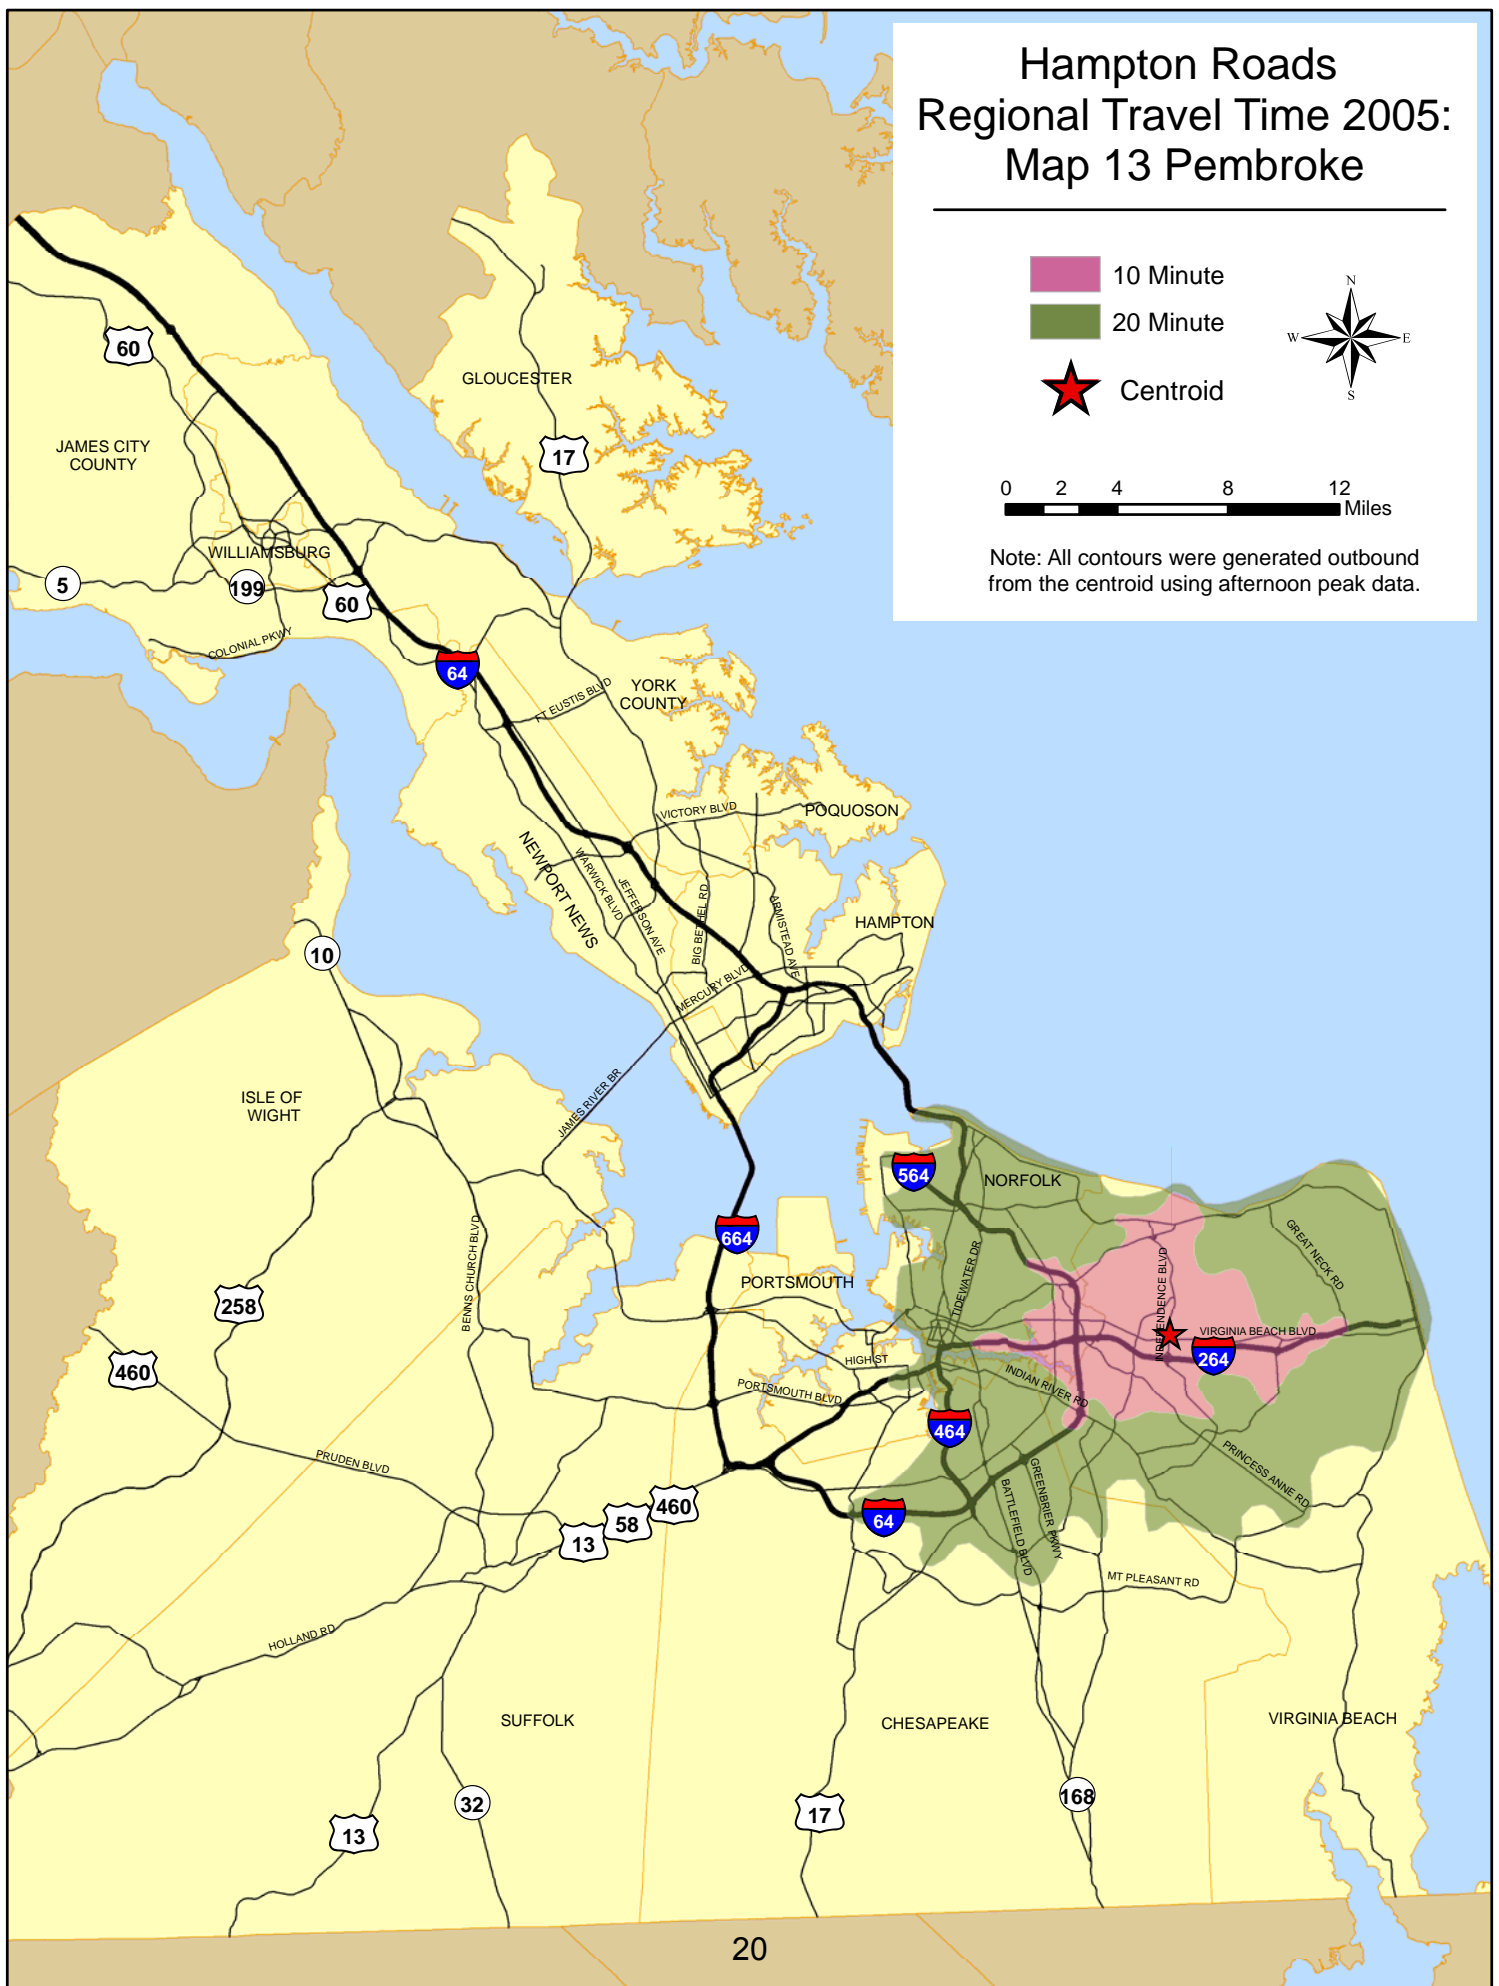 Hampton Roads
Regional Travel Time 2005:
Map 13 Pembroke
10 Minute
20 Minute
Centroid
N
W
E
S
0 2 4 8 12
Miles
Note: All contours were generated outbound
from the centroid using afternoon peak data.
60
GLOUCESTER
17
JAMES CITY
COUNTY
WILLIAMSBURG
5
199
60
COLONIAL PKWY
64
YORK
COUNTY
FT EUSTIS BLVD
VICTORY BLVD
POQUOSON
NEWPORT NEWS
WARWICK BLVD
JEFFERSON AVE
BIG BETHEL RD
ARMISTEAD AVE
HAMPTON
MERCURY BLVD
10
ISLE OF
WIGHT
JAMES RIVER BR
564
NORFOLK
664
BENNS CHURCH BLVD
TIDEWATER DR
INDEPENDENCE BLVD
GREAT NECK RD
PORTSMOUTH
258
VIRGINIA BEACH BLVD
264
460
HIGH ST
PORTSMOUTH BLVD
INDIAN RIVER RD
464
PRUDEN BLVD
PRINCESS ANNE RD
GREENBRIER PKWY
BATTLEFIELD BLVD
460
58
13
64
MT PLEASANT RD
HOLLAND RD
SUFFOLK
CHESAPEAKE
VIRGINIA BEACH
32
13
17
168
20